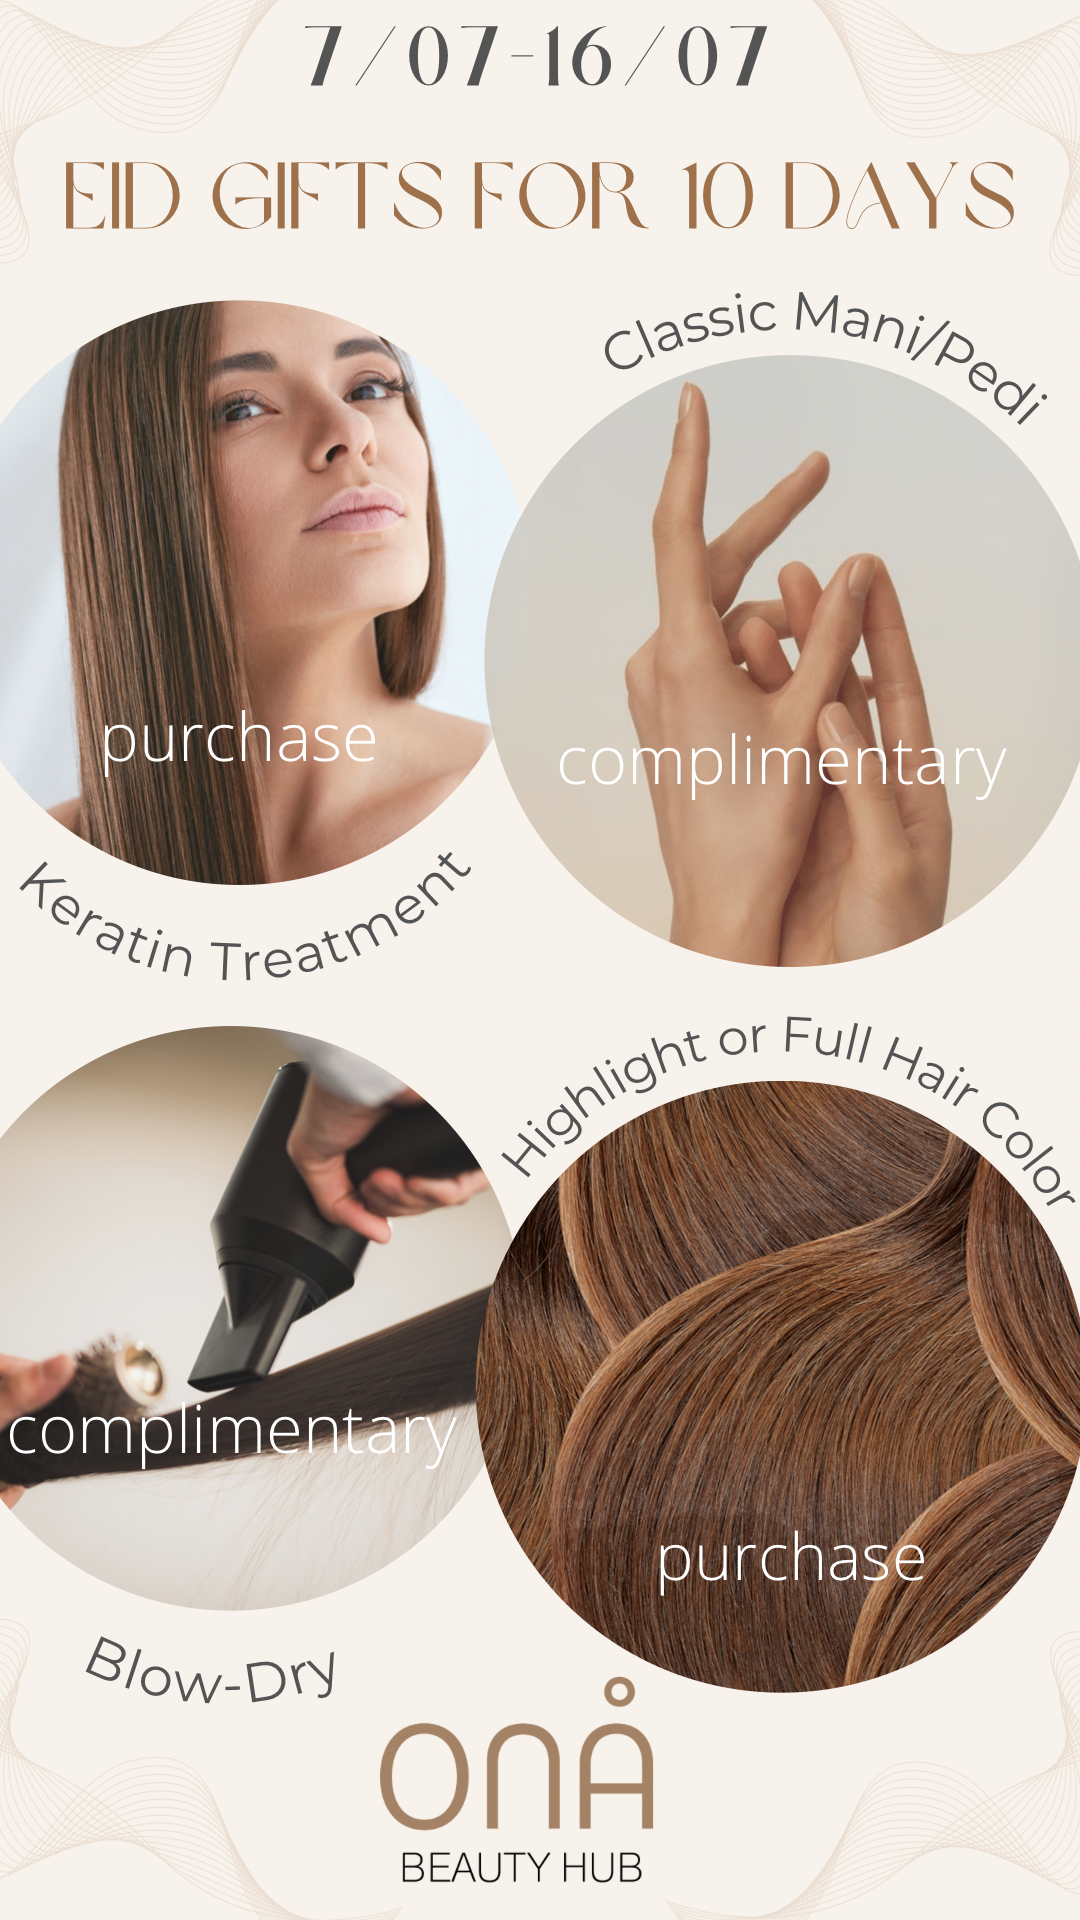 7/07-16/07
EID GIFTS FOR 10 DAYS
Classic Mani/Pedi
purchase
complimentary
Keratin Treatment
Highlight or Full Hair Color
complimentary
purchase
Blow-Dry
ONÅ
BEAUTY HUB